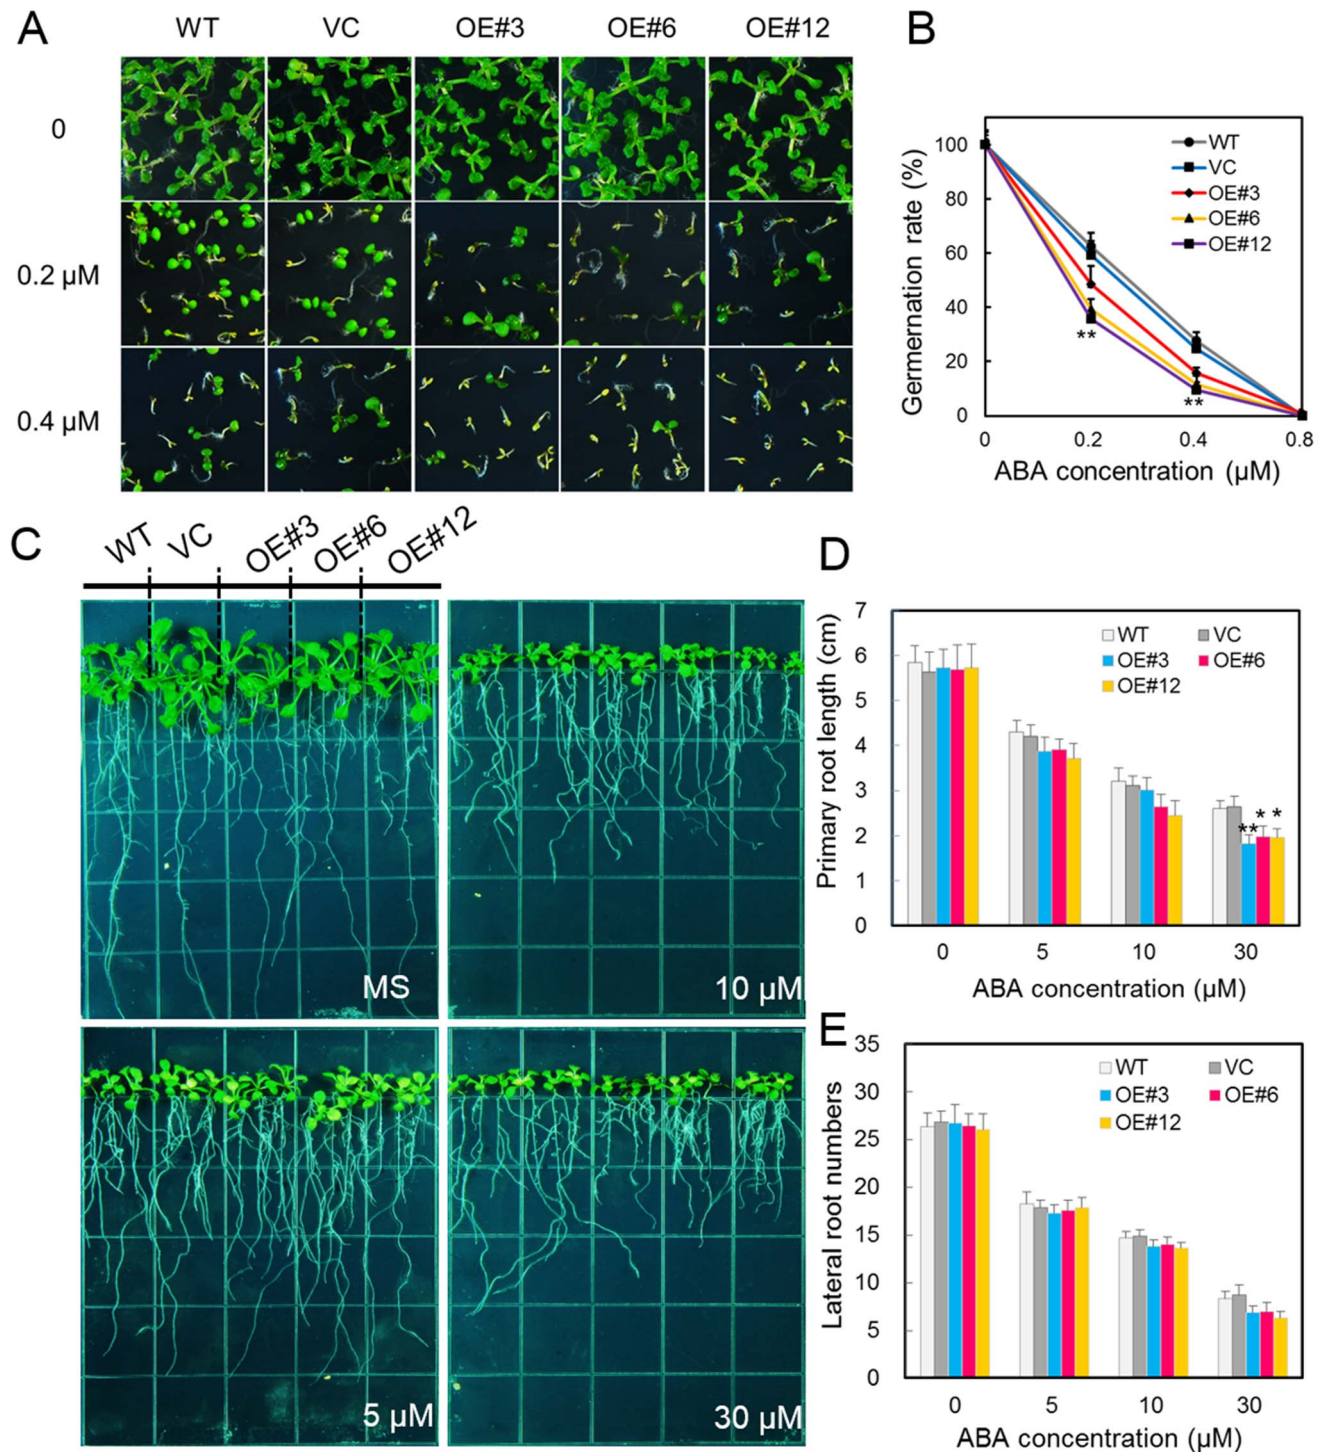 A
WT VC OE#3 OE#6 OE#12
0
0.2 µM
0.4 µM
B
Germernation rate (%)
100
80
60
40
20
0
WT
VC
OE#3
OE#6
OE#12
**
**
0 0.2 0.4 0.8
ABA concentration (µM)
C
WT VC OE#3 OE#6 OE#12
MS
10 µM
5 µM
30 µM
D
Primary root length (cm)
7
6
5
4
3
2
1
0
WT VC
OE#3 OE#6
OE#12
** * *
0 5 10 30
ABA concentration (µM)
E
Lateral root numbers
35
30
25
20
15
10
5
0
WT VC
OE#3 OE#6
OE#12
0 5 10 30
ABA concentration (µM)